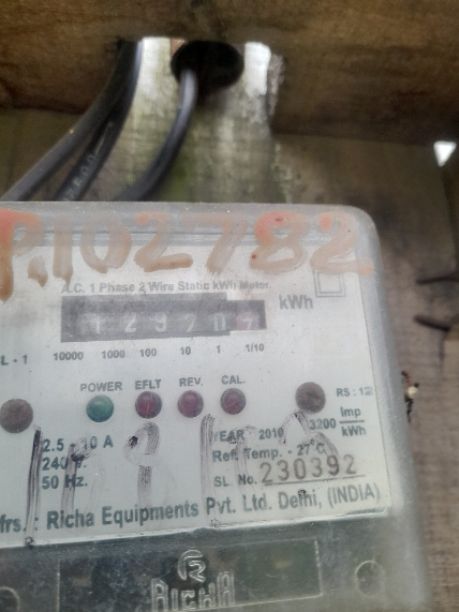 P.102782
A.C. 1 Phase 2 Wire Static kWh Meter.
kWh
10000 1000 100 10 1 1/10
POWER EFLT REV. CAL.
2.5 - 10 A
240 V.
50 Hz.
YEAR - 2010
3200 Imp
kWh
Ref. Temp. - 27°C
SL No. 230392
Mfrs. : Richa Equipments Pvt. Ltd. Delhi, (INDIA)
RICHA